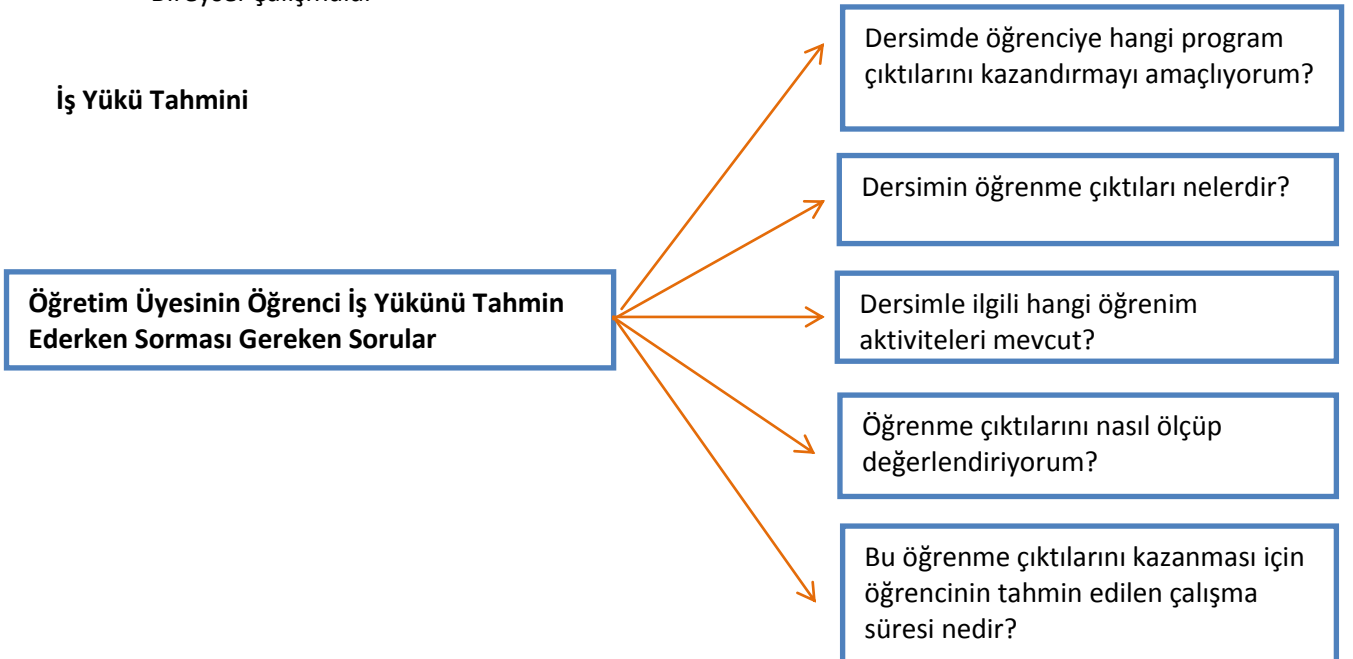 Dersimde öğrenciye hangi program
çıktılarını kazandırmayı amaçlıyorum?
İş Yükü Tahmini
Dersimin öğrenme çıktıları nelerdir?
Öğretim Üyesinin Öğrenci İş Yükünü Tahmin
Ederken Sorması Gereken Sorular
Dersimle ilgili hangi öğrenim
aktiviteleri mevcut?
Öğrenme çıktılarını nasıl ölçüp
değerlendiriyorum?
Bu öğrenme çıktılarını kazanması için
öğrencinin tahmin edilen çalışma
süresi nedir?